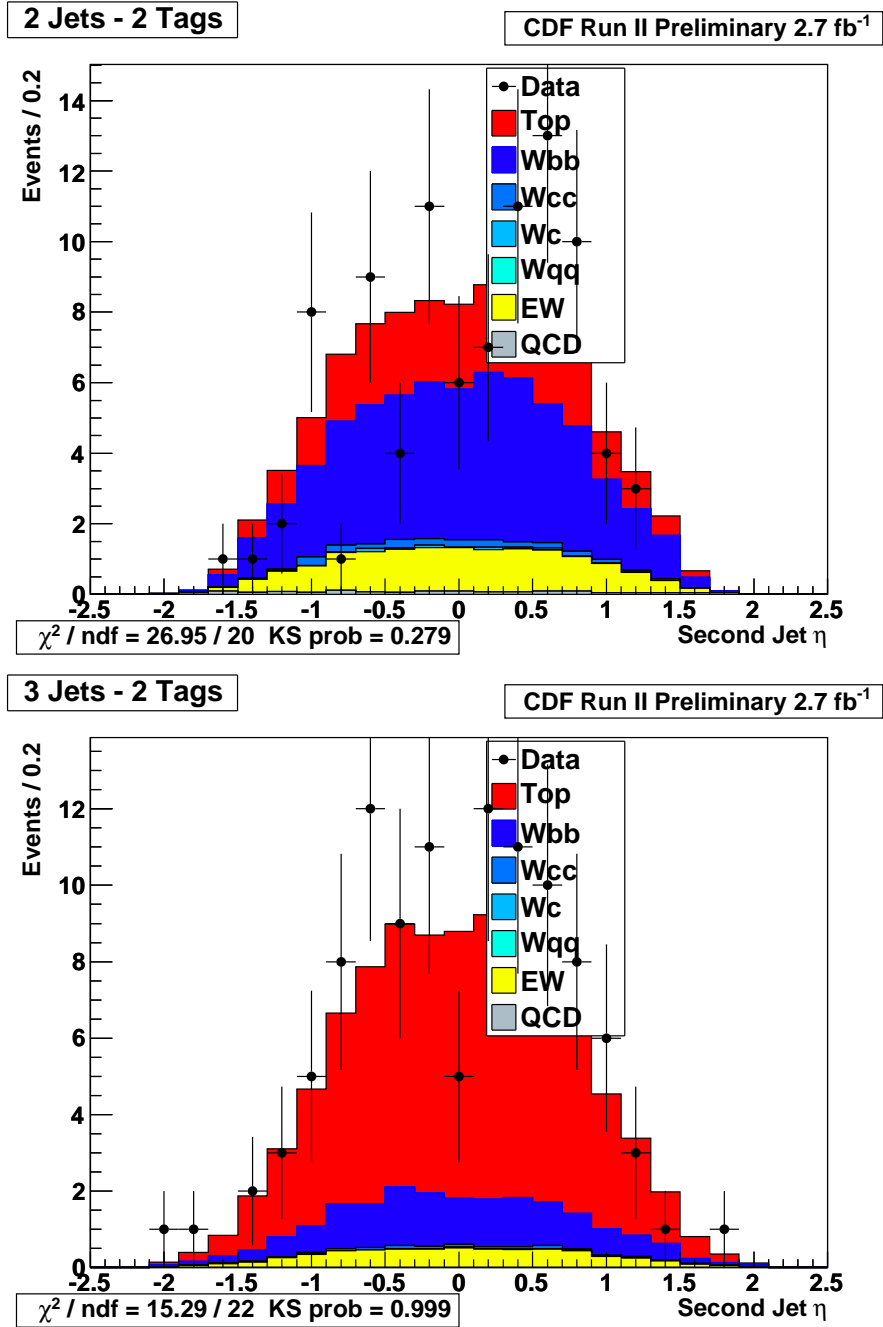 2 Jets - 2 Tags
CDF Run II Preliminary 2.7 fb⁻¹
Events / 0.2
14
12
10
8
6
4
2
0
Data
Top
Wbb
Wcc
Wc
Wqq
EW
QCD
-2.5 -2 -1.5 -1 -0.5 0 0.5 1 1.5 2 2.5
Second Jet η
χ² / ndf = 26.95 / 20 KS prob = 0.279
3 Jets - 2 Tags
CDF Run II Preliminary 2.7 fb⁻¹
Events / 0.2
12
10
8
6
4
2
0
Data
Top
Wbb
Wcc
Wc
Wqq
EW
QCD
-2.5 -2 -1.5 -1 -0.5 0 0.5 1 1.5 2 2.5
Second Jet η
χ² / ndf = 15.29 / 22 KS prob = 0.999